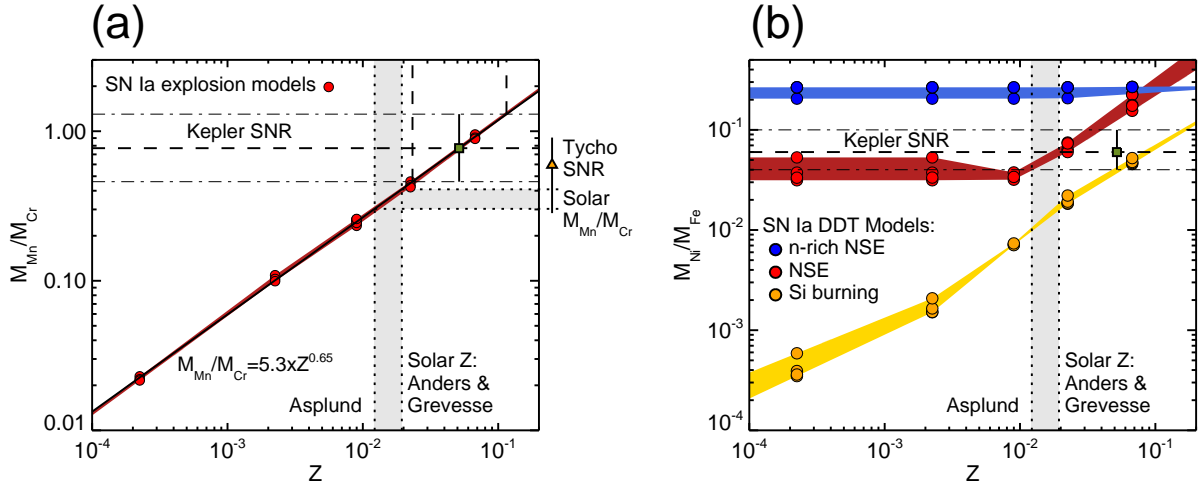 (a)
SN Ia explosion models
1.00
0.10
0.01
M_Mn/M_Cr
Kepler SNR
Tycho
SNR
Solar
M_Mn/M_Cr
M_Mn/M_Cr=5.3xZ^0.65
Solar Z:
Anders &
Asplund Grevesse
10^-4 10^-3 10^-2 10^-1
Z
(b)
10^-1
10^-2
10^-3
10^-4
M_Ni/M_Fe
Kepler SNR
SN Ia DDT Models:
n-rich NSE
NSE
Si burning
Solar Z:
Anders &
Asplund Grevesse
10^-4 10^-3 10^-2 10^-1
Z